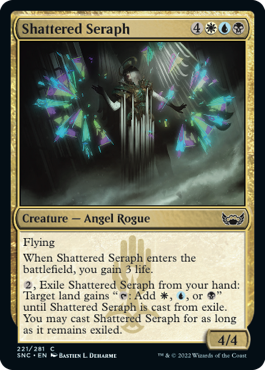 Shattered Seraph 4
Creature — Angel Rogue
Flying
When Shattered Seraph enters the
battlefield, you gain 3 life.
2, Exile Shattered Seraph from your hand:
Target land gains “: Add , , or ”
until Shattered Seraph is cast from exile.
You may cast Shattered Seraph for as long
as it remains exiled.
4/4
221/281 C
SNC • EN Bastien L. Deharme ™ & © 2022 Wizards of the Coast